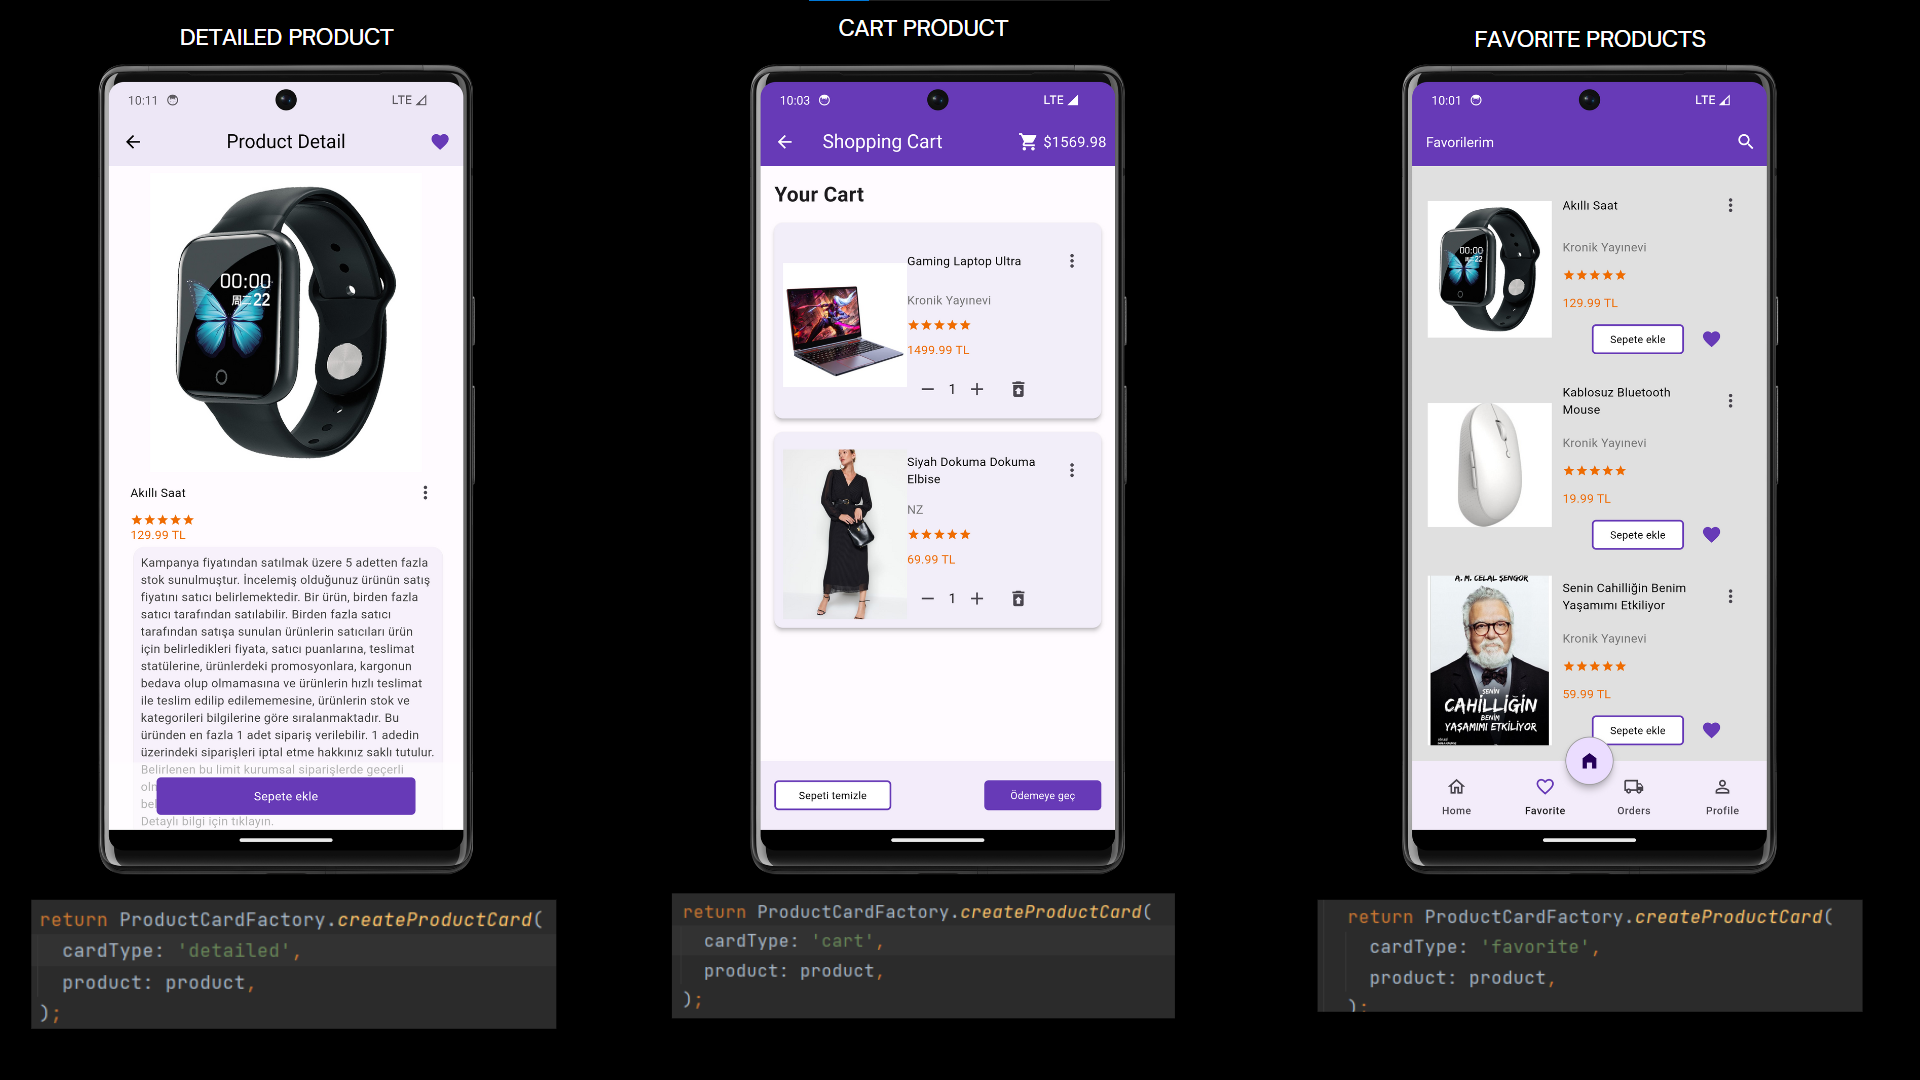 DETAILED PRODUCT
10:11
LTE
Product Detail
00:00
周二 22
Akıllı Saat
129.99 TL
Kampanya fiyatından satılmak üzere 5 adetten fazla
stok sunulmuştur. İncelemiş olduğunuz ürünün satış
fiyatını satıcı belirlemektedir. Bir ürün, birden fazla
satıcı tarafından satılabilir. Birden fazla satıcı
tarafından satışa sunulan ürünlerin satıcıları ürün
için belirledikleri fiyata, satıcı puanlarına, teslimat
statülerine, ürünlerdeki promosyonlara, kargonun
bedava olup olmamasına ve ürünlerin hızlı teslimat
ile teslim edilip edilememesine, ürünlerin stok ve
kategorileri bilgilerine göre sıralanmaktadır. Bu
üründen en fazla 1 adet sipariş verilebilir. 1 adedin
üzerindeki siparişleri iptal etme hakkınız saklı tutulur.
Belirlenen bu limit kurumsal siparişlerde geçerli
Sepete ekle
Detaylı bilgi için tıklayın.
return ProductCardFactory.createProductCard(
cardType: 'detailed',
product: product,
);
CART PRODUCT
10:03
LTE
Shopping Cart
$1569.98
Your Cart
Gaming Laptop Ultra
Kronik Yayınevi
1499.99 TL
1
Siyah Dokuma Dokuma
Elbise
NZ
69.99 TL
1
Sepeti temizle
Ödemeye geç
return ProductCardFactory.createProductCard(
cardType: 'cart',
product: product,
);
FAVORITE PRODUCTS
10:01
LTE
Favorilerim
00:00
周二 22
Akıllı Saat
Kronik Yayınevi
129.99 TL
Sepete ekle
Kablosuz Bluetooth
Mouse
Kronik Yayınevi
19.99 TL
Sepete ekle
A. M. CELAL ŞENGÖR
SENİN
CAHİLLİĞİN
BENİM
YAŞAMIMI ETKİLİYOR
Senin Cahilliğin Benim
Yaşamımı Etkiliyor
Kronik Yayınevi
59.99 TL
Sepete ekle
Home
Favorite
Orders
Profile
return ProductCardFactory.createProductCard(
cardType: 'favorite',
product: product,
);